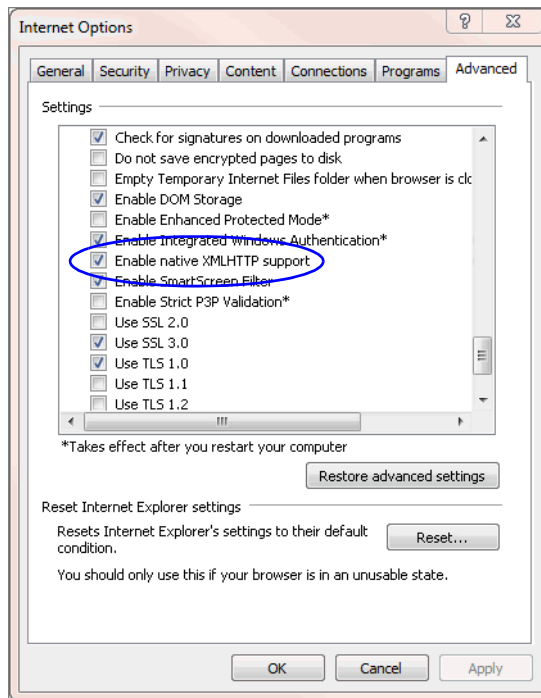 Internet Options
General Security Privacy Content Connections Programs Advanced
Settings
Check for signatures on downloaded programs
Do not save encrypted pages to disk
Empty Temporary Internet Files folder when browser is clo
Enable DOM Storage
Enable Enhanced Protected Mode*
Enable Integrated Windows Authentication*
Enable native XMLHTTP support
Enable SmartScreen Filter
Enable Strict P3P Validation*
Use SSL 2.0
Use SSL 3.0
Use TLS 1.0
Use TLS 1.1
Use TLS 1.2
*Takes effect after you restart your computer
Restore advanced settings
Reset Internet Explorer settings
Resets Internet Explorer's settings to their default
condition.
Reset...
You should only use this if your browser is in an unusable state.
OK Cancel Apply